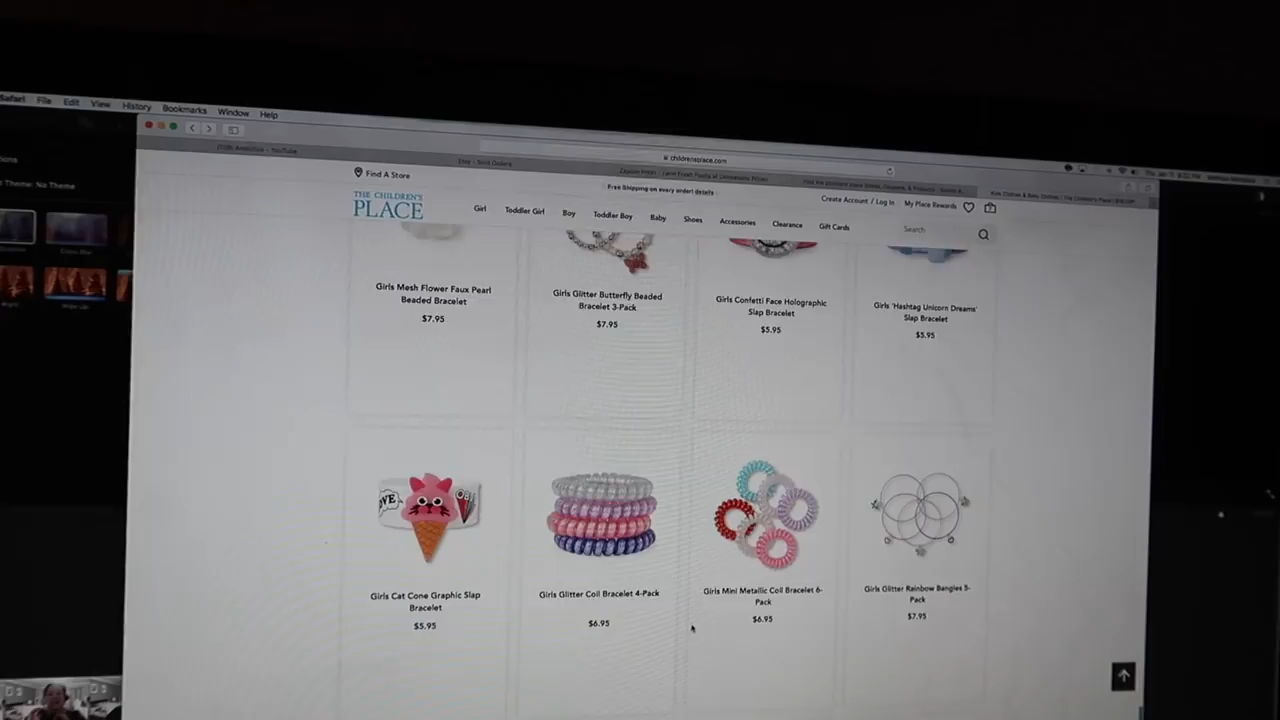 Safari File Edit View History Bookmarks Window Help
childrensplace.com
Find A Store
Free Shipping on every order! details
Create Account / Log In
My Place Rewards
THE CHILDREN'S
PLACE
Girl
Toddler Girl
Boy
Toddler Boy
Baby
Shoes
Accessories
Clearance
Gift Cards
Search
Girls Mesh Flower Faux Pearl
Beaded Bracelet
$7.95
Girls Glitter Butterfly Beaded
Bracelet 3-Pack
$7.95
Girls Confetti Face Holographic
Slap Bracelet
$5.95
Girls 'Hashtag Unicorn Dreams'
Slap Bracelet
$5.95
Girls Cat Cone Graphic Slap
Bracelet
$5.95
Girls Glitter Coil Bracelet 4-Pack
$6.95
Girls Mini Metallic Coil Bracelet 6-
Pack
$6.95
Girls Glitter Rainbow Bangles 5-
Pack
$7.95